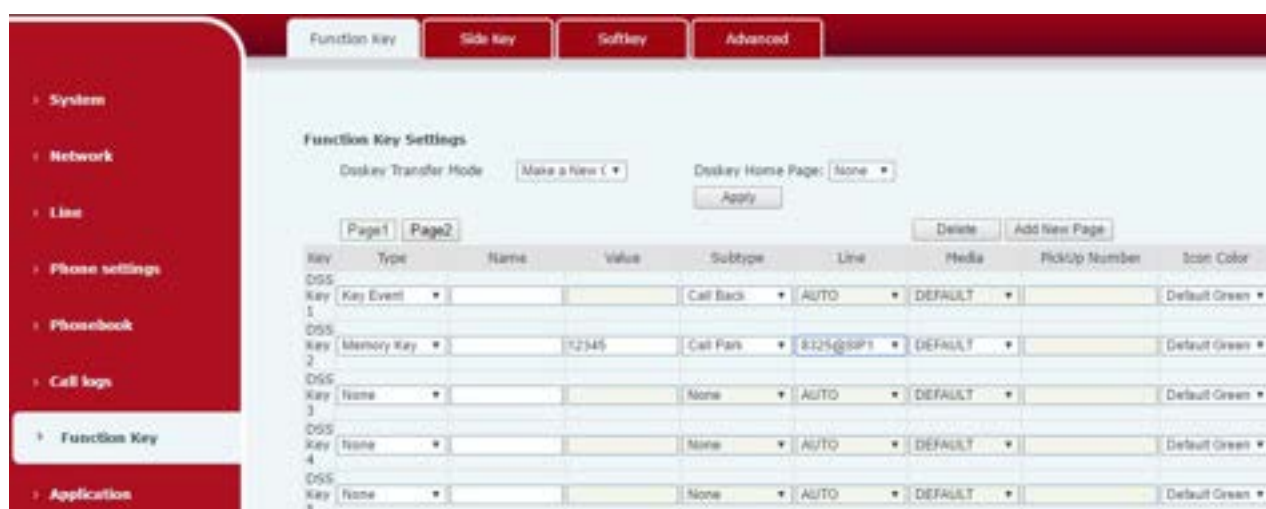 Function Key Side Key Softkey Advanced
› System
› Network
› Line
› Phone settings
› Phonebook
› Call logs
› Function Key
› Application
Function Key Settings
Dsskey Transfer Mode Make a New C Dsskey Home Page: None
Apply
Page1 Page2 Delete Add New Page
Key Type Name Value Subtype Line Media PickUp Number Icon Color
DSS Key 1 Key Event Call Back AUTO DEFAULT Default Green
DSS Key 2 Memory Key 12345 Call Park 8325@SIP1 DEFAULT Default Green
DSS Key 3 None None AUTO DEFAULT Default Green
DSS Key 4 None None AUTO DEFAULT Default Green
DSS Key None None AUTO DEFAULT Default Green